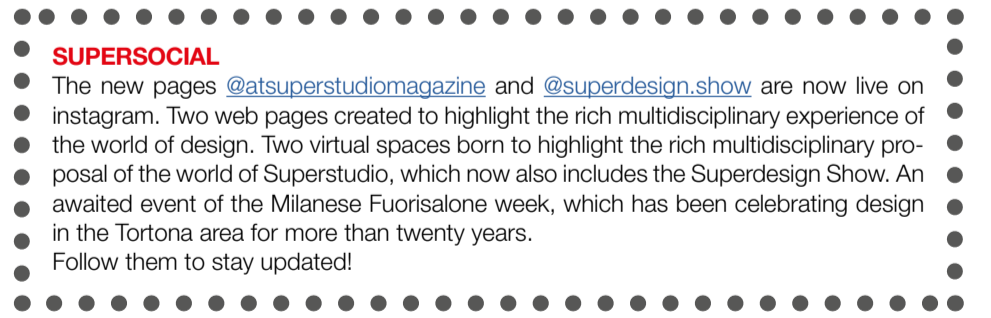 SUPERSOCIAL
The new pages @atsuperstudiomagazine and @superdesign.show are now live on
instagram. Two web pages created to highlight the rich multidisciplinary experience of
the world of design. Two virtual spaces born to highlight the rich multidisciplinary pro-
posal of the world of Superstudio, which now also includes the Superdesign Show. An
awaited event of the Milanese Fuorisalone week, which has been celebrating design
in the Tortona area for more than twenty years.
Follow them to stay updated!